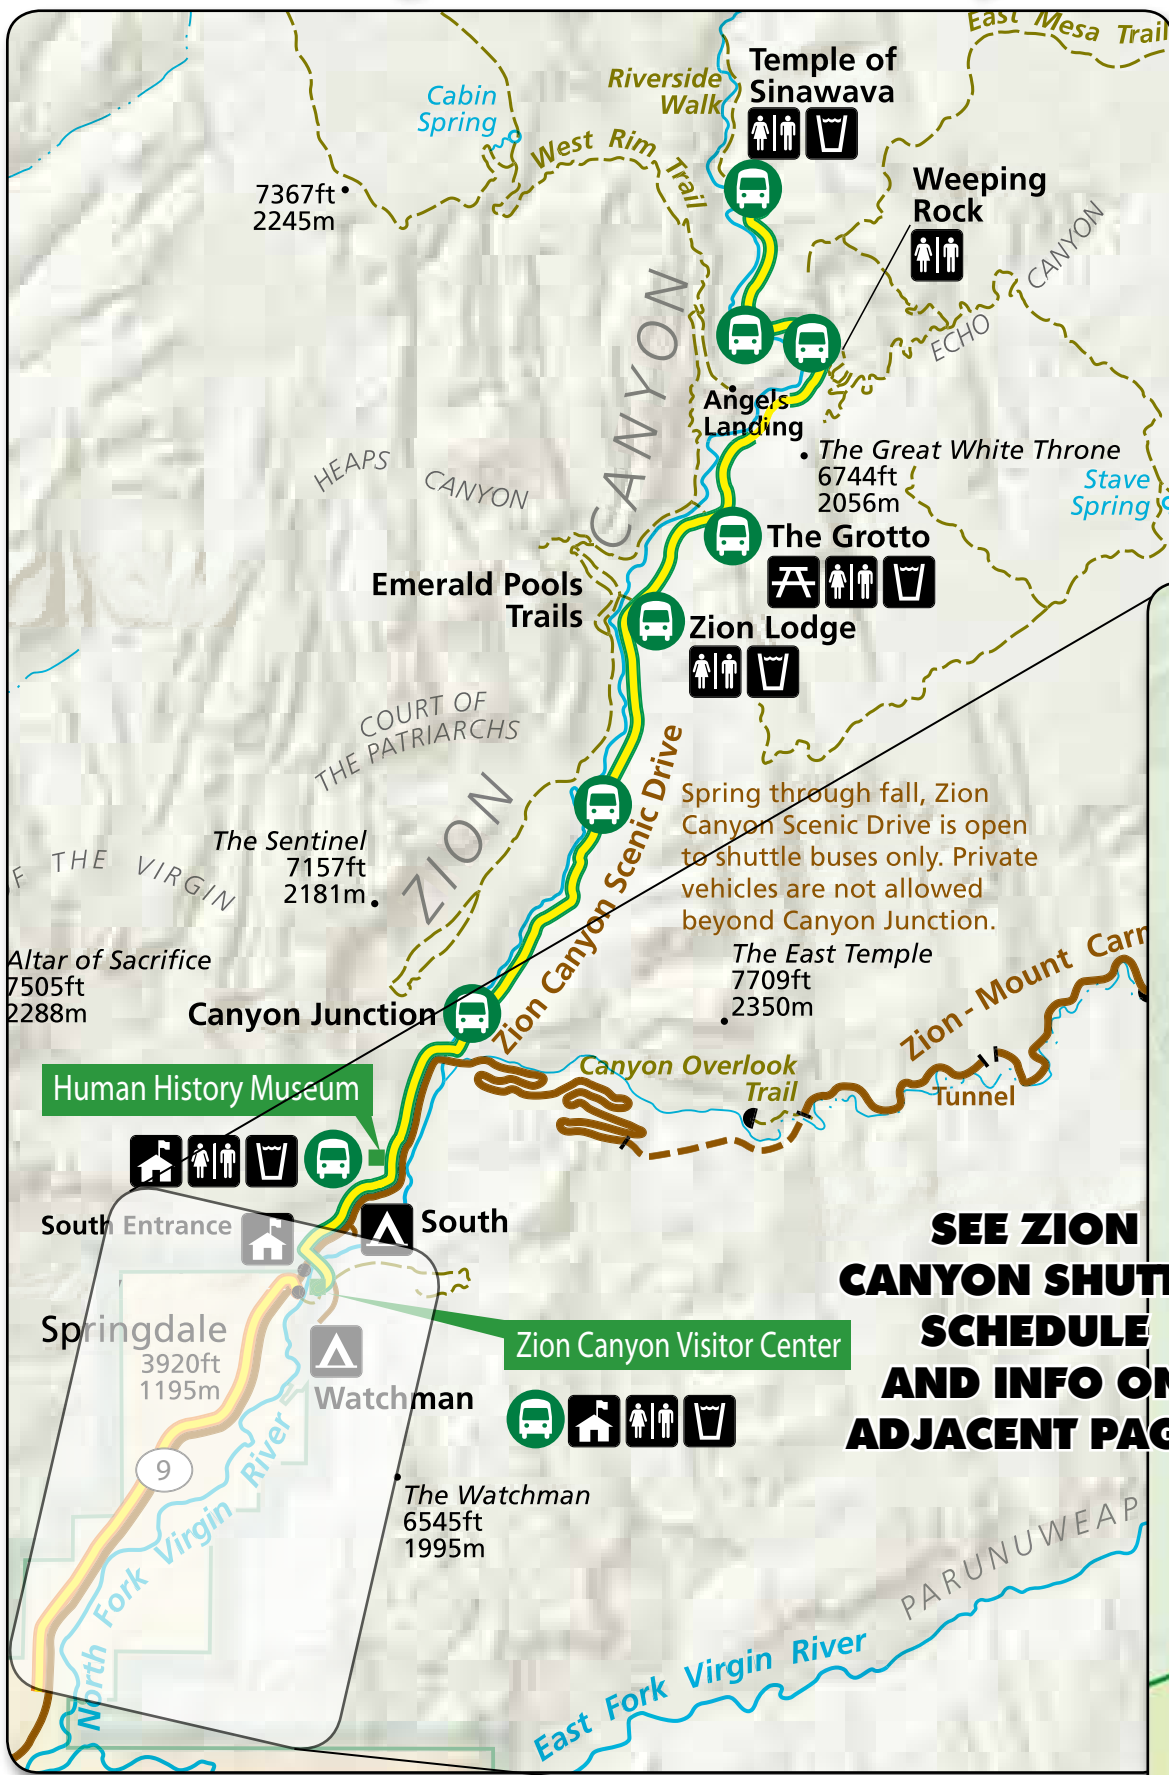 East Mesa Trail
Temple of
Sinawava
Riverside
Walk
Cabin
Spring
West Rim Trail
7367ft
2245m
Weeping
Rock
CANYON
ECHO
CANYON
Angels
Landing
The Great White Throne
6744ft
2056m
HEAPS CANYON
Stave
Spring
The Grotto
Emerald Pools
Trails
Zion Lodge
COURT OF
THE PATRIARCHS
ZION
Zion Canyon Scenic Drive
Spring through fall, Zion
Canyon Scenic Drive is open
to shuttle buses only. Private
vehicles are not allowed
beyond Canyon Junction.
The Sentinel
7157ft
2181m
F THE VIRGIN
Altar of Sacrifice
7505ft
2288m
The East Temple
7709ft
2350m
Zion - Mount Carm
Canyon Junction
Canyon Overlook
Trail
Tunnel
Human History Museum
South Entrance
South
SEE ZION
CANYON SHUTT
SCHEDULE
AND INFO ON
ADJACENT PAG
Springdale
3920ft
1195m
Zion Canyon Visitor Center
Watchman
9
North Fork Virgin River
The Watchman
6545ft
1995m
PARUNUWEAP
East Fork Virgin River